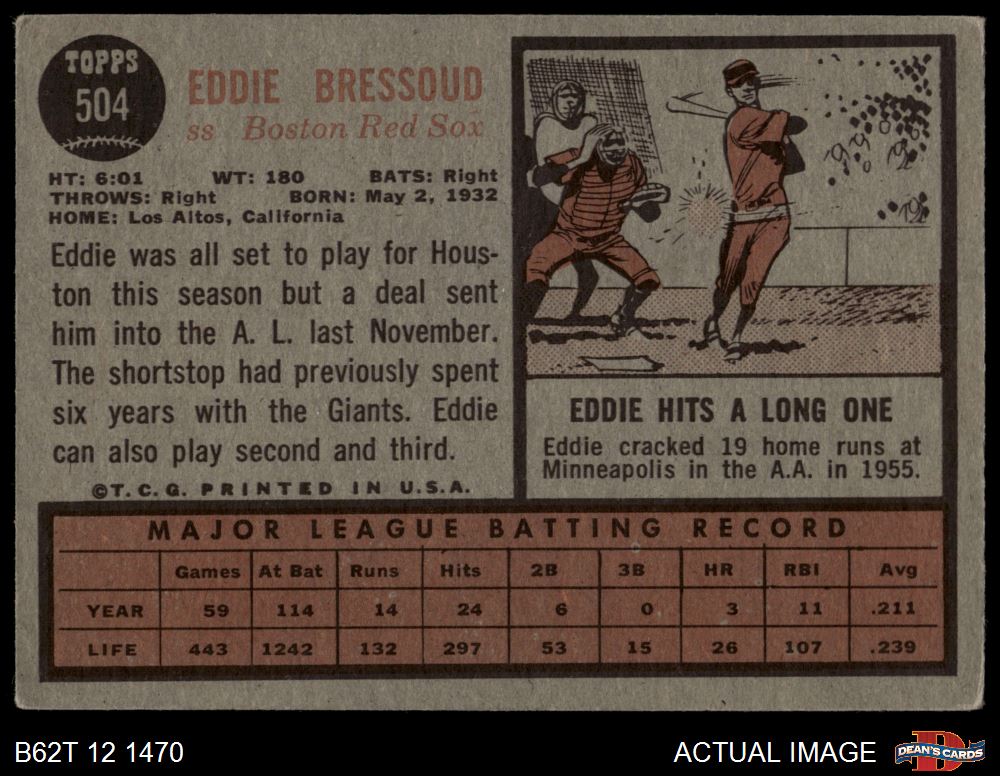 TOPPS
504
EDDIE BRESSOUD
ss Boston Red Sox
HT: 6:01 WT: 180 BATS: Right
THROWS: Right BORN: May 2, 1932
HOME: Los Altos, California
Eddie was all set to play for Hous-
ton this season but a deal sent
him into the A. L. last November.
The shortstop had previously spent
six years with the Giants. Eddie
can also play second and third.
©T.C.G. PRINTED IN U.S.A.
19 19 19 19
EDDIE HITS A LONG ONE
Eddie cracked 19 home runs at
Minneapolis in the A.A. in 1955.
MAJOR LEAGUE BATTING RECORD
Games At Bat Runs Hits 2B 3B HR RBI Avg
YEAR 59 114 14 24 6 0 3 11 .211
LIFE 443 1242 132 297 53 15 26 107 .239
B62T 12 1470
ACTUAL IMAGE
D
DEAN'S CARDS